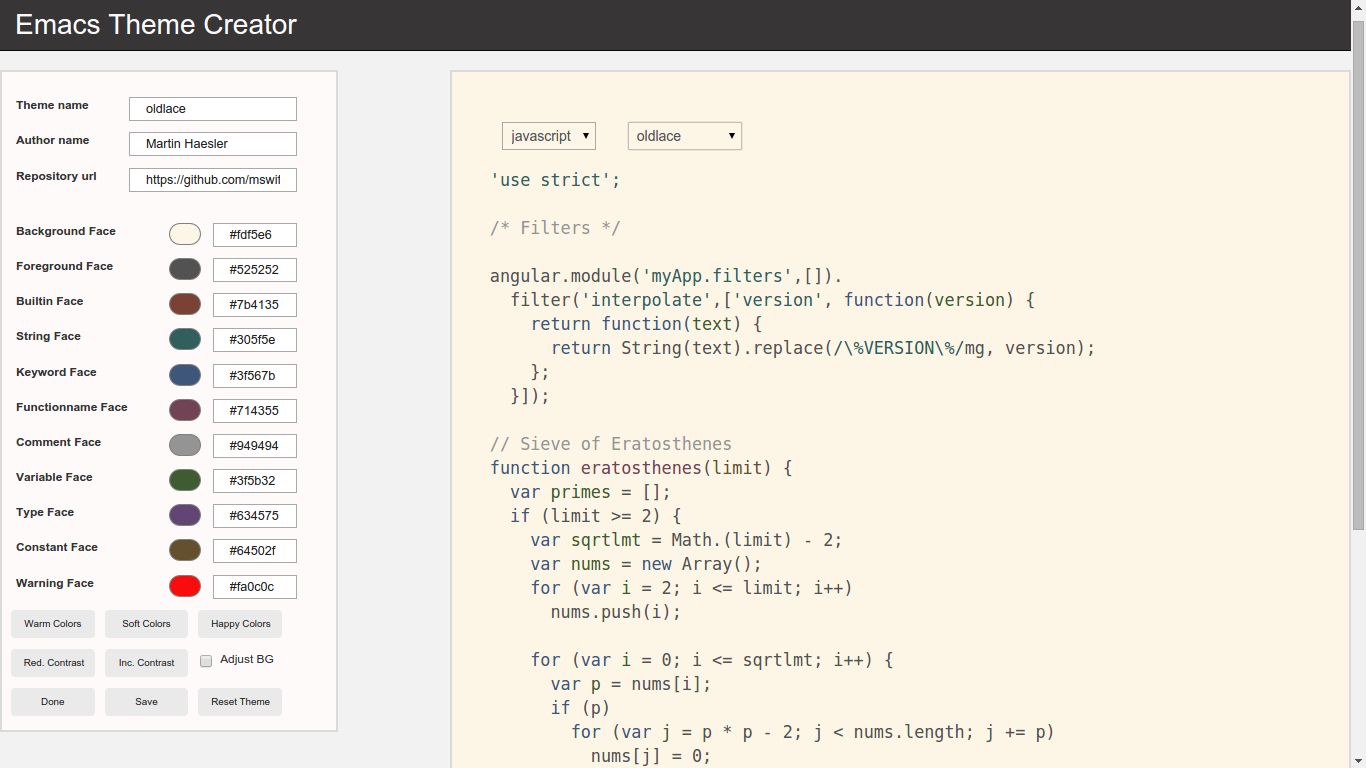 Emacs Theme Creator
Theme name oldlace
Author name Martin Haesler
Repository url https://github.com/mswif
Background Face #fdf5e6
Foreground Face #525252
Builtin Face #7b4135
String Face #305f5e
Keyword Face #3f567b
Functionname Face #714355
Comment Face #949494
Variable Face #3f5b32
Type Face #634575
Constant Face #64502f
Warning Face #fa0c0c
Warm Colors Soft Colors Happy Colors
Red. Contrast Inc. Contrast Adjust BG
Done Save Reset Theme
javascript oldlace
'use strict';
/* Filters */
angular.module('myApp.filters',[]).
  filter('interpolate',['version', function(version) {
    return function(text) {
      return String(text).replace(/\%VERSION\%/mg, version);
    };
  }]);
// Sieve of Eratosthenes
function eratosthenes(limit) {
  var primes = [];
  if (limit >= 2) {
    var sqrtlmt = Math.(limit) - 2;
    var nums = new Array();
    for (var i = 2; i <= limit; i++)
      nums.push(i);
    for (var i = 0; i <= sqrtlmt; i++) {
      var p = nums[i];
      if (p)
        for (var j = p * p - 2; j < nums.length; j += p)
          nums[j] = 0;